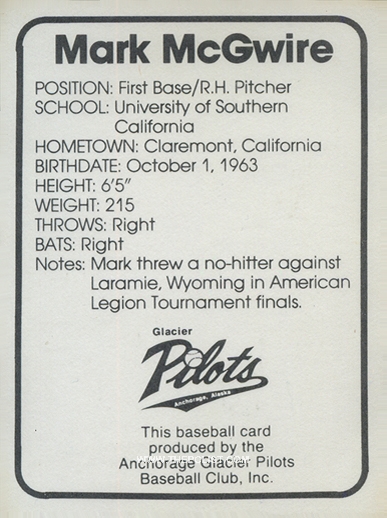 Mark McGwire
POSITION: First Base/R.H. Pitcher
SCHOOL: University of Southern
California
HOMETOWN: Claremont, California
BIRTHDATE: October 1, 1963
HEIGHT: 6'5"
WEIGHT: 215
THROWS: Right
BATS: Right
Notes: Mark threw a no-hitter against
Laramie, Wyoming in American
Legion Tournament finals.
Glacier
Pilots
Anchorage, Alaska
This baseball card
produced by the
Anchorage Glacier Pilots
Baseball Club, Inc.